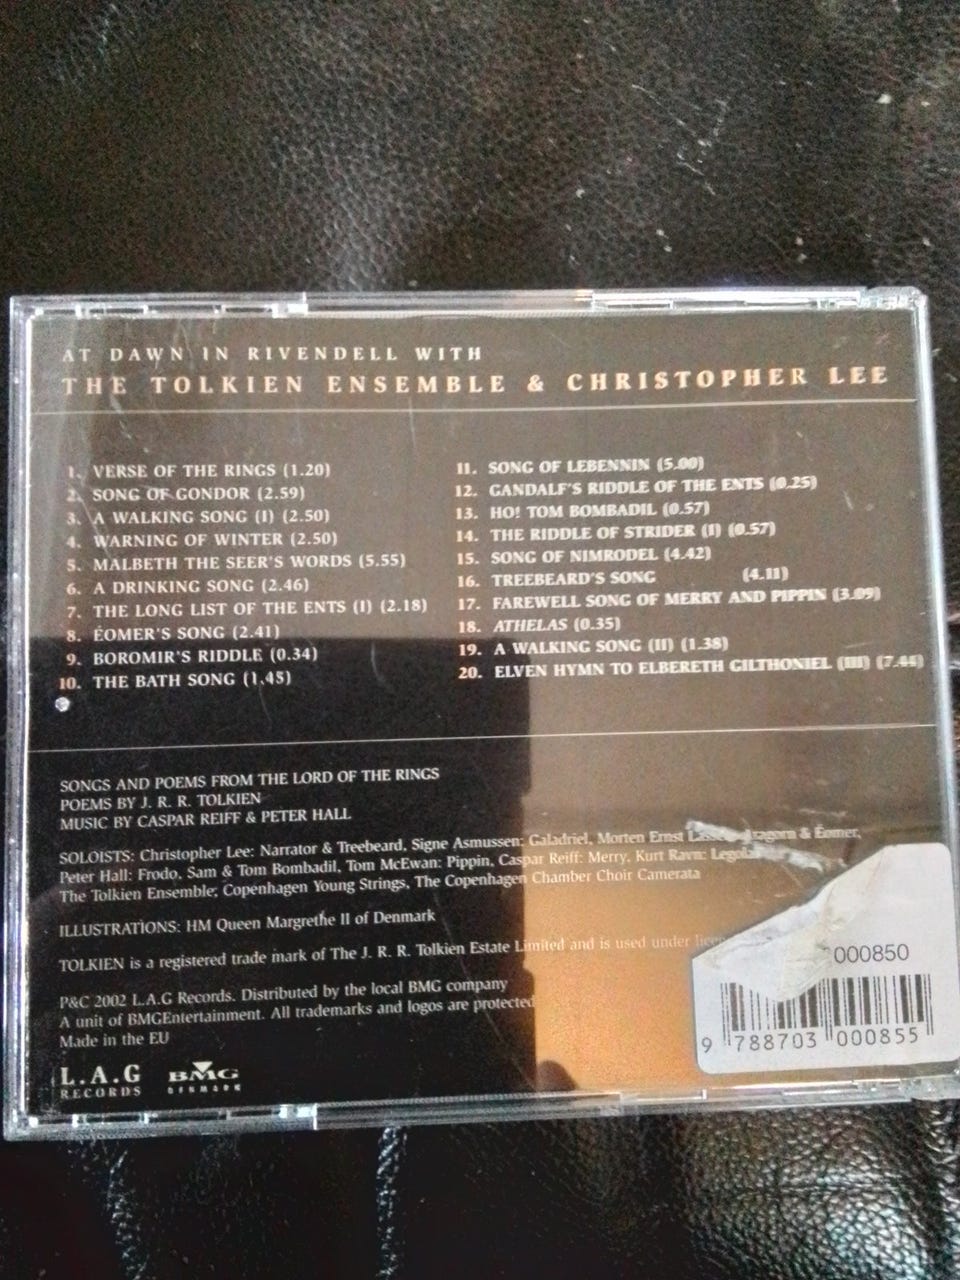 AT DAWN IN RIVENDELL WITH
THE TOLKIEN ENSEMBLE & CHRISTOPHER LEE
1. VERSE OF THE RINGS (1.20)
2. SONG OF GONDOR (2.59)
3. A WALKING SONG (I) (2.50)
4. WARNING OF WINTER (2.50)
5. MALBETH THE SEER'S WORDS (5.55)
6. A DRINKING SONG (2.46)
7. THE LONG LIST OF THE ENTS (I) (2.18)
8. ÉOMER'S SONG (2.41)
9. BOROMIR'S RIDDLE (0.34)
10. THE BATH SONG (1.45)
11. SONG OF LEBENNIN (5.00)
12. GANDALF'S RIDDLE OF THE ENTS (0.25)
13. HO! TOM BOMBADIL (0.57)
14. THE RIDDLE OF STRIDER (I) (0.57)
15. SONG OF NIMRODEL (4.42)
16. TREEBEARD'S SONG (4.11)
17. FAREWELL SONG OF MERRY AND PIPPIN (3.09)
18. ATHELAS (0.35)
19. A WALKING SONG (II) (1.38)
20. ELVEN HYMN TO ELBERETH GILTHONIEL (III) (7.44)
SONGS AND POEMS FROM THE LORD OF THE RINGS
POEMS BY J. R. R. TOLKIEN
MUSIC BY CASPAR REIFF & PETER HALL
SOLOISTS: Christopher Lee: Narrator & Treebeard, Signe Asmussen: Galadriel, Morten Ernst & Éomer,
Peter Hall: Frodo, Sam & Tom Bombadil, Tom McEwan: Pippin, Caspar Reiff: Merry, Kurt Ravn:
The Tolkien Ensemble, Copenhagen Young Strings, The Copenhagen Chamber Choir Camerata
ILLUSTRATIONS: HM Queen Margrethe II of Denmark
TOLKIEN is a registered trade mark of The J. R. R. Tolkien Estate Limited and is used under
P&C 2002 L.A.G Records. Distributed by the local BMG company
A unit of BMGEntertainment. All trademarks and logos are protected
Made in the EU
L.A.G
RECORDS
BMG
DENMARK
000850
9 788703 000855